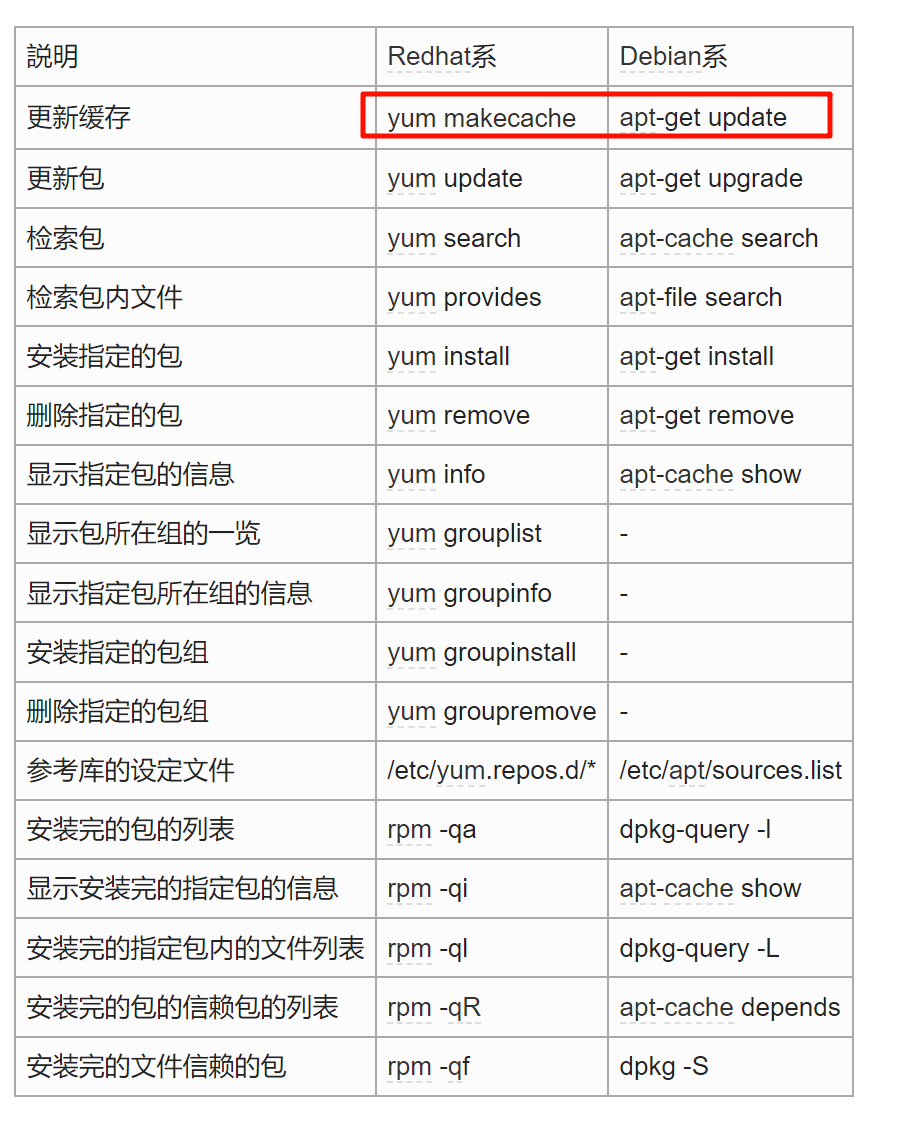 説明 Redhat系 Debian系
更新缓存 yum makecache apt-get update
更新包 yum update apt-get upgrade
检索包 yum search apt-cache search
检索包内文件 yum provides apt-file search
安装指定的包 yum install apt-get install
删除指定的包 yum remove apt-get remove
显示指定包的信息 yum info apt-cache show
显示包所在组的一览 yum grouplist -
显示指定包所在组的信息 yum groupinfo -
安装指定的包组 yum groupinstall -
删除指定的包组 yum groupremove -
参考库的设定文件 /etc/yum.repos.d/* /etc/apt/sources.list
安装完的包的列表 rpm -qa dpkg-query -l
显示安装完的指定包的信息 rpm -qi apt-cache show
安装完的指定包内的文件列表 rpm -ql dpkg-query -L
安装完的包的信赖包的列表 rpm -qR apt-cache depends
安装完的文件信赖的包 rpm -qf dpkg -S